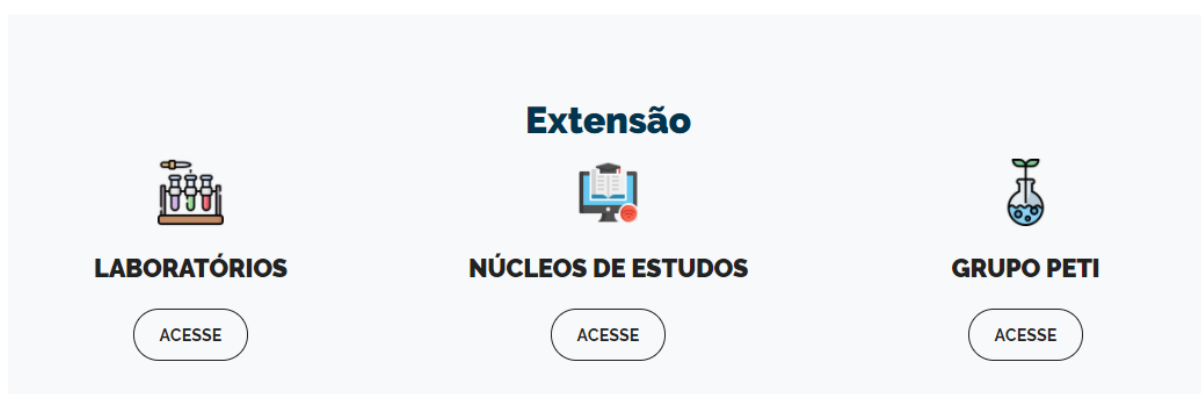 Extensão
LABORATÓRIOS
NÚCLEOS DE ESTUDOS
GRUPO PETI
ACESSE
ACESSE
ACESSE